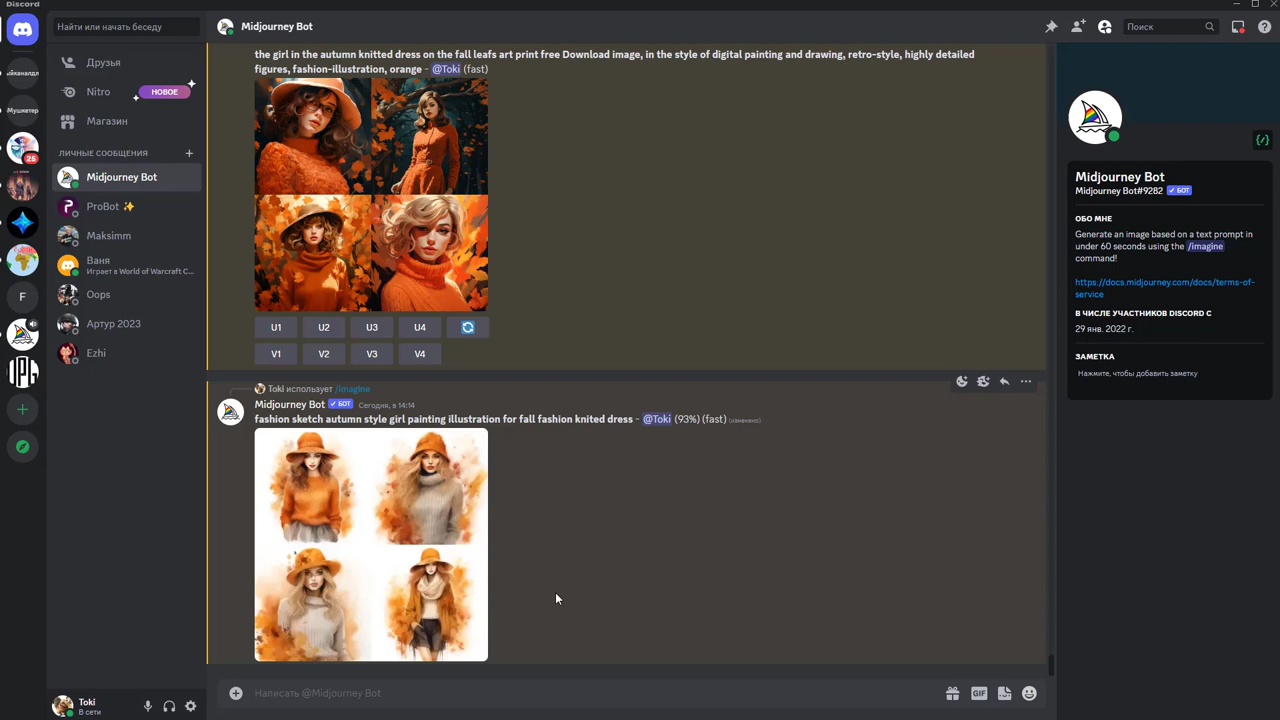 Discord
Найти или начать беседу
Midjourney Bot
Поиск
Друзья
Nitro
НОВОЕ
Магазин
ЛИЧНЫЕ СООБЩЕНИЯ
Midjourney Bot
ProBot ✨
Maksimm
Ваня
Играет в World of Warcraft C...
Oops
Артур 2023
Ezhi
Мушкетер
25
F
the girl in the autumn knitted dress on the fall leafs art print free Download image, in the style of digital painting and drawing, retro-style, highly detailed
figures, fashion-illustration, orange - @Toki (fast)
U1 U2 U3 U4
V1 V2 V3 V4
Toki использует /imagine
Midjourney Bot ✔ БОТ Сегодня, в 14:14
fashion sketch autumn style girl painting illustration for fall fashion knited dress - @Toki (93%) (fast) (изменено)
Написать @Midjourney Bot
GIF
Toki
В сети
Midjourney Bot
Midjourney Bot#9282 ✔ БОТ
ОБО МНЕ
Generate an image based on a text prompt in
under 60 seconds using the /imagine
command!
https://docs.midjourney.com/docs/terms-of-
service
В ЧИСЛЕ УЧАСТНИКОВ DISCORD С
29 янв. 2022 г.
ЗАМЕТКА
Нажмите, чтобы добавить заметку